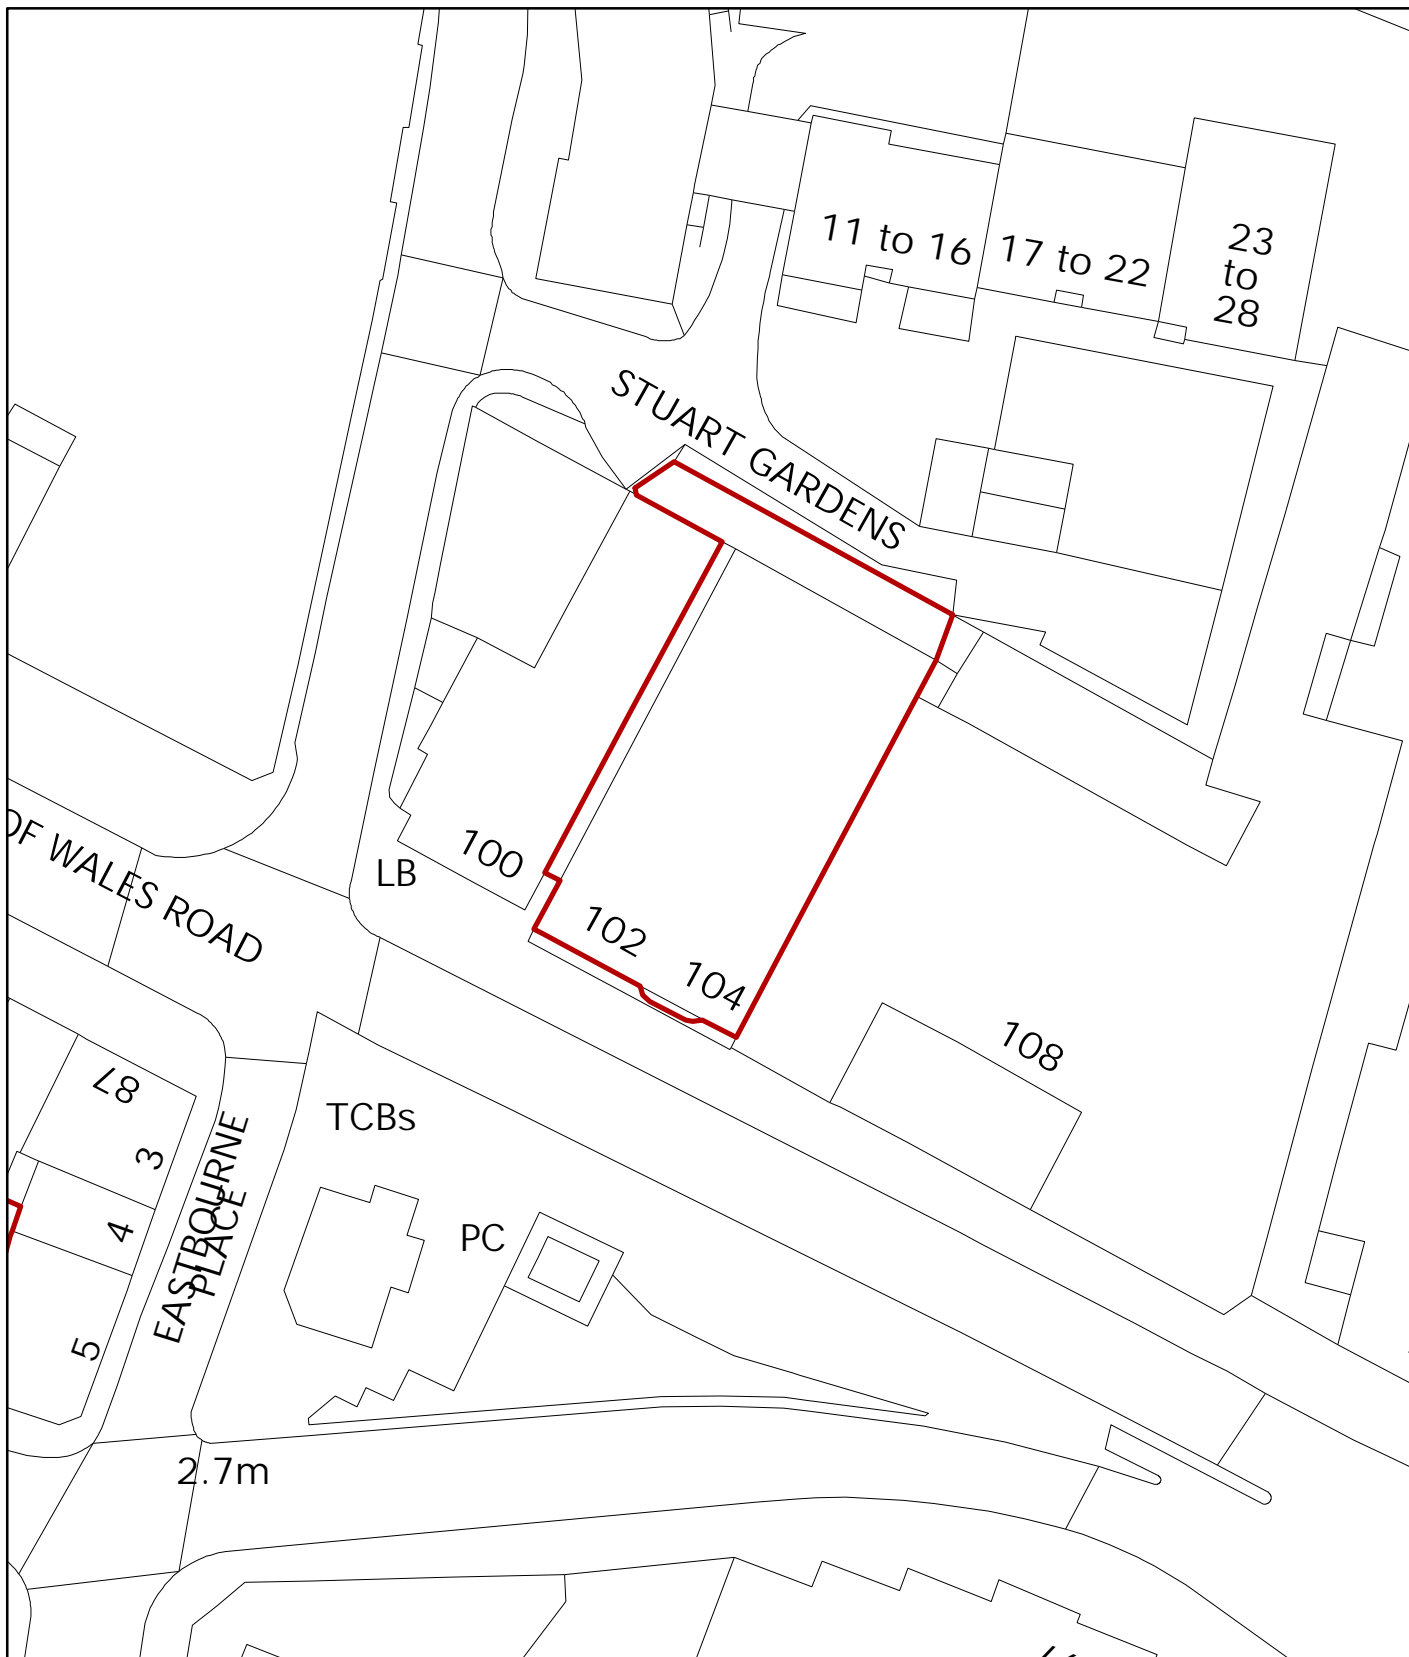 11 to 16
17 to 22
23
to
28
STUART GARDENS
OF WALES ROAD
100
LB
102
104
108
87
3
TCBs
4
EASTBOURNE
PLACE
PC
5
2.7m